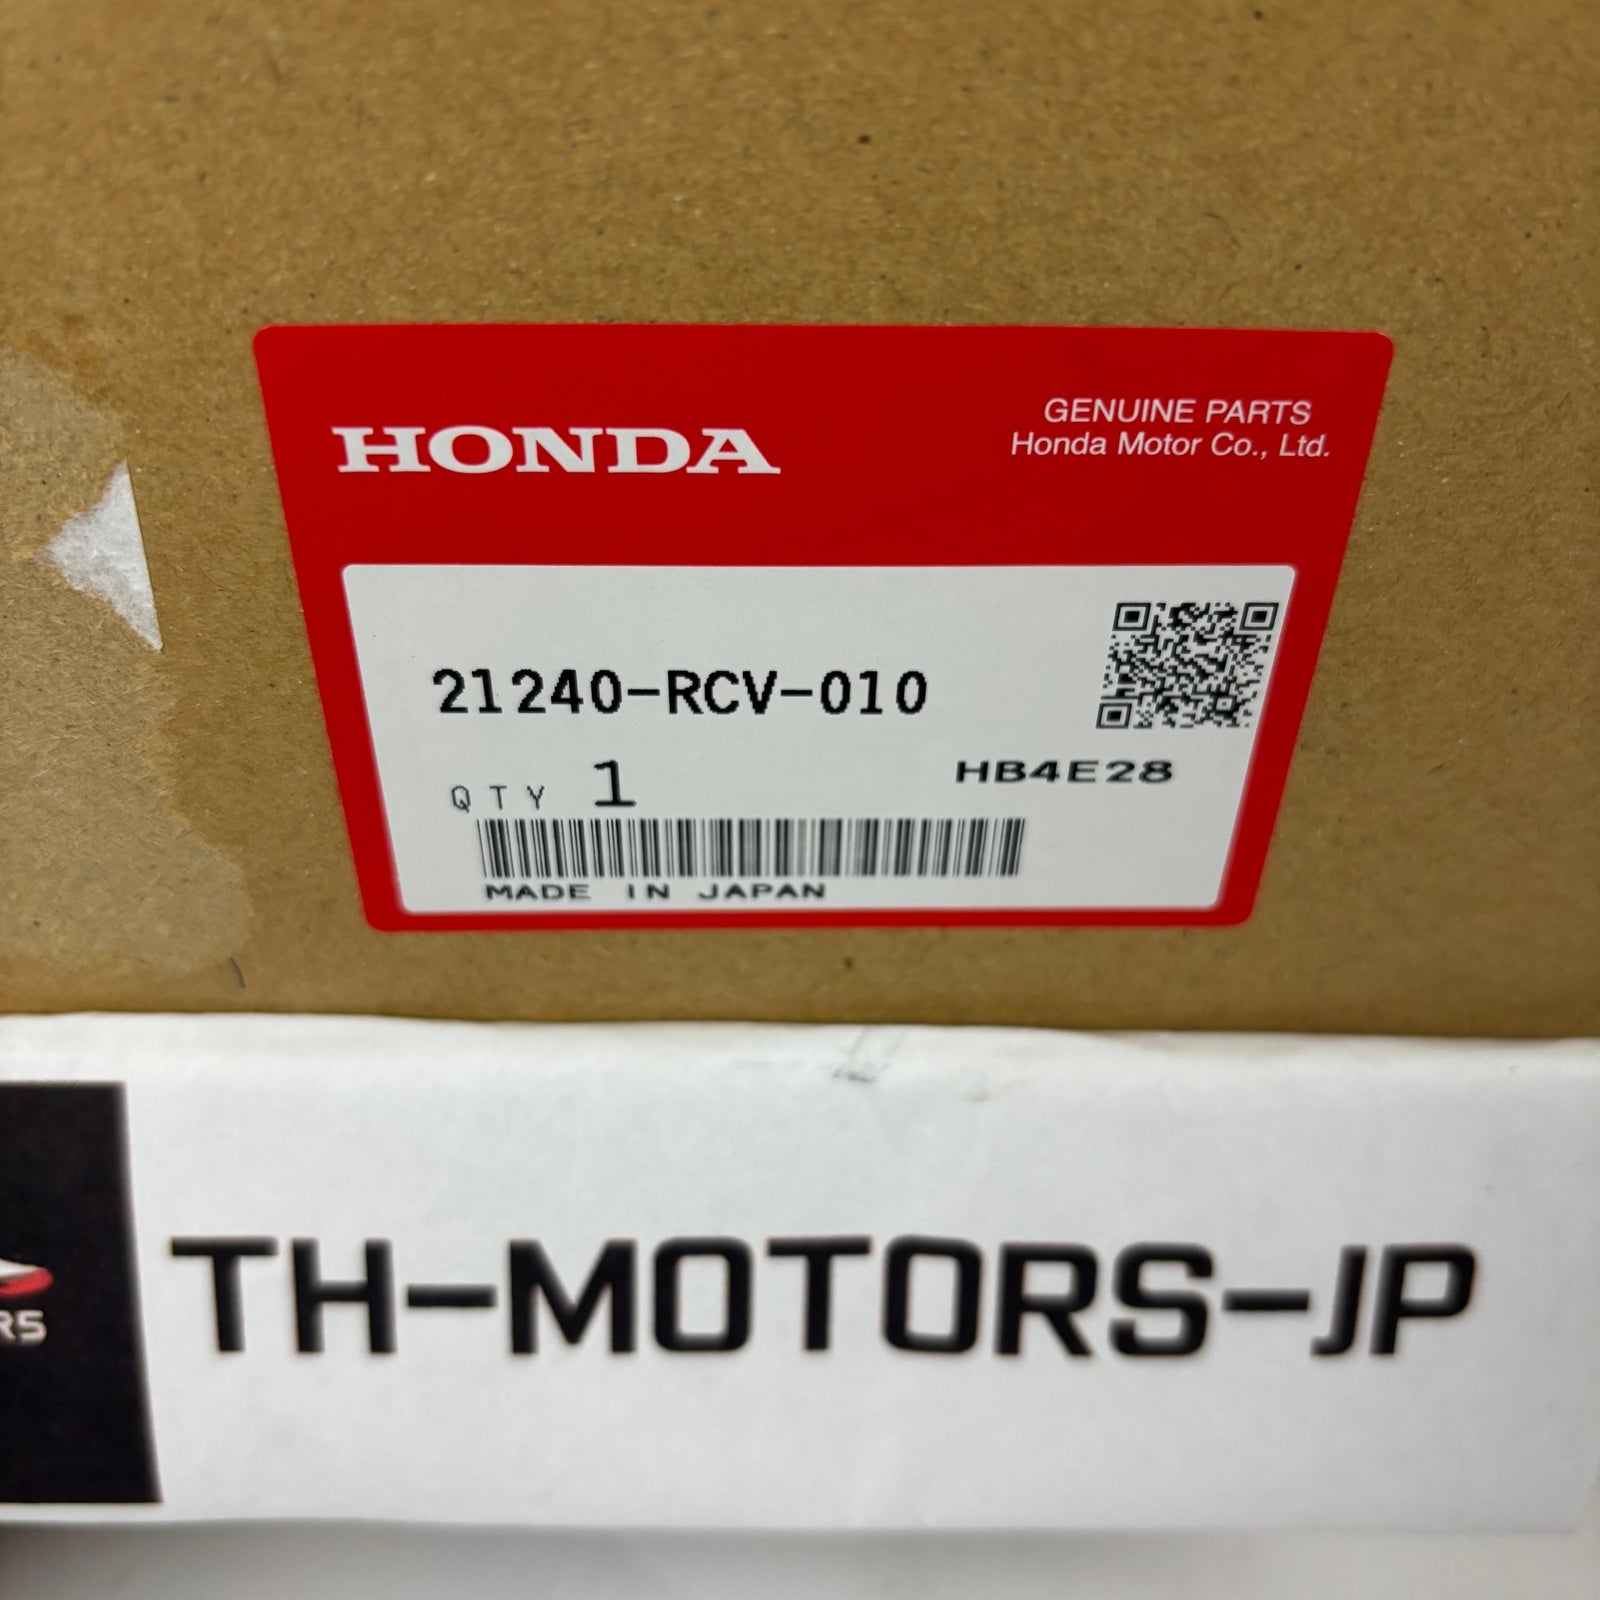 HONDA
GENUINE PARTS
Honda Motor Co., Ltd.
21240-RCV-010
QTY 1
HB4E28
MADE IN JAPAN
TH-MOTORS-JP